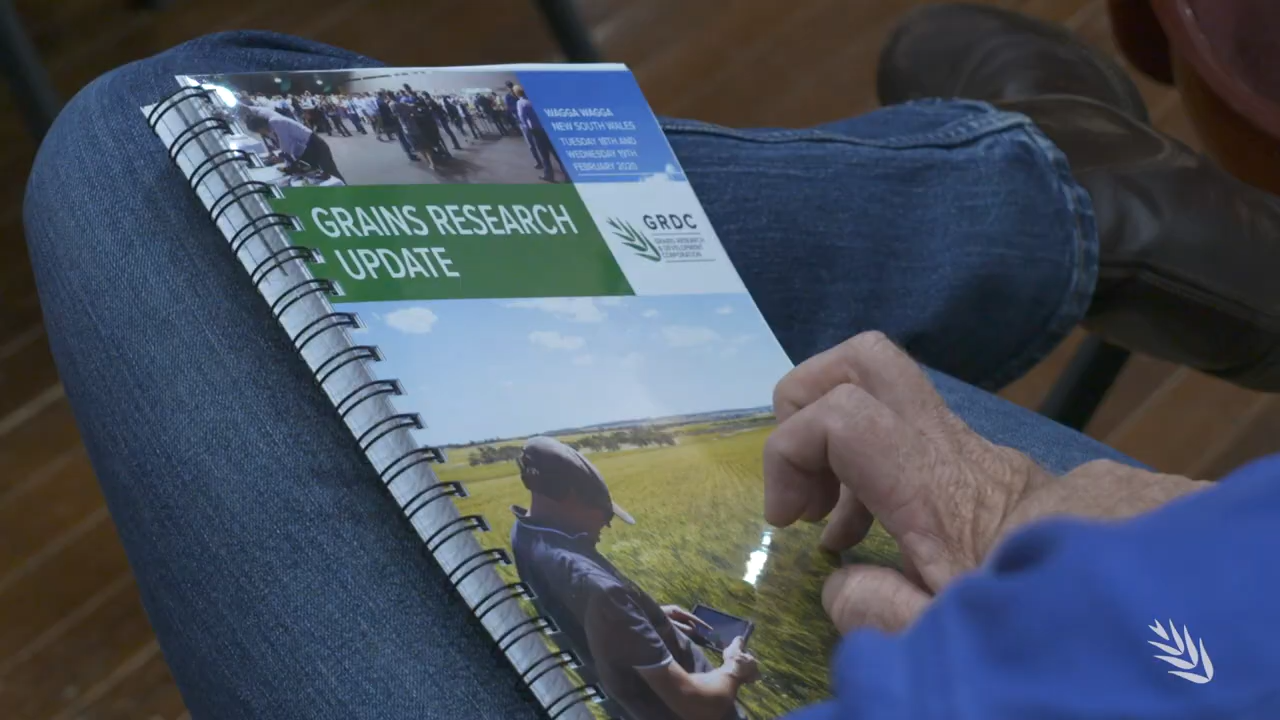 WAGGA WAGGA
NEW SOUTH WALES
TUESDAY 18TH AND
WEDNESDAY 19TH
FEBRUARY 2020
GRAINS RESEARCH
UPDATE
GRDC
GRAINS RESEARCH
& DEVELOPMENT
CORPORATION